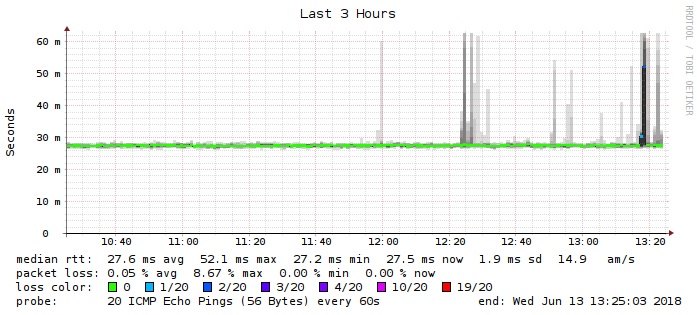 Last 3 Hours
RRDTOOL / TOBI OETIKER
Seconds
60 m
50 m
40 m
30 m
20 m
10 m
0
10:40 11:00 11:20 11:40 12:00 12:20 12:40 13:00 13:20
median rtt: 27.6 ms avg 52.1 ms max 27.2 ms min 27.5 ms now 1.9 ms sd 14.9 am/s
packet loss: 0.05 % avg 8.67 % max 0.00 % min 0.00 % now
loss color: 0 1/20 2/20 3/20 4/20 10/20 19/20
probe: 20 ICMP Echo Pings (56 Bytes) every 60s end: Wed Jun 13 13:25:03 2018